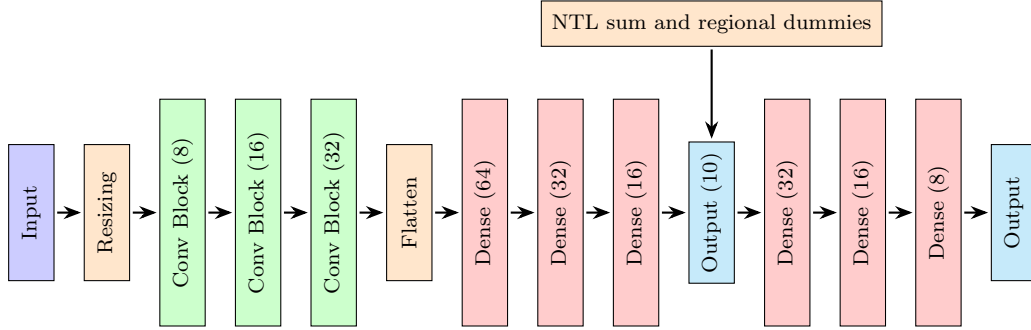 NTL sum and regional dummies
Input
Resizing
Conv Block (8)
Conv Block (16)
Conv Block (32)
Flatten
Dense (64)
Dense (32)
Dense (16)
Output (10)
Dense (32)
Dense (16)
Dense (8)
Output